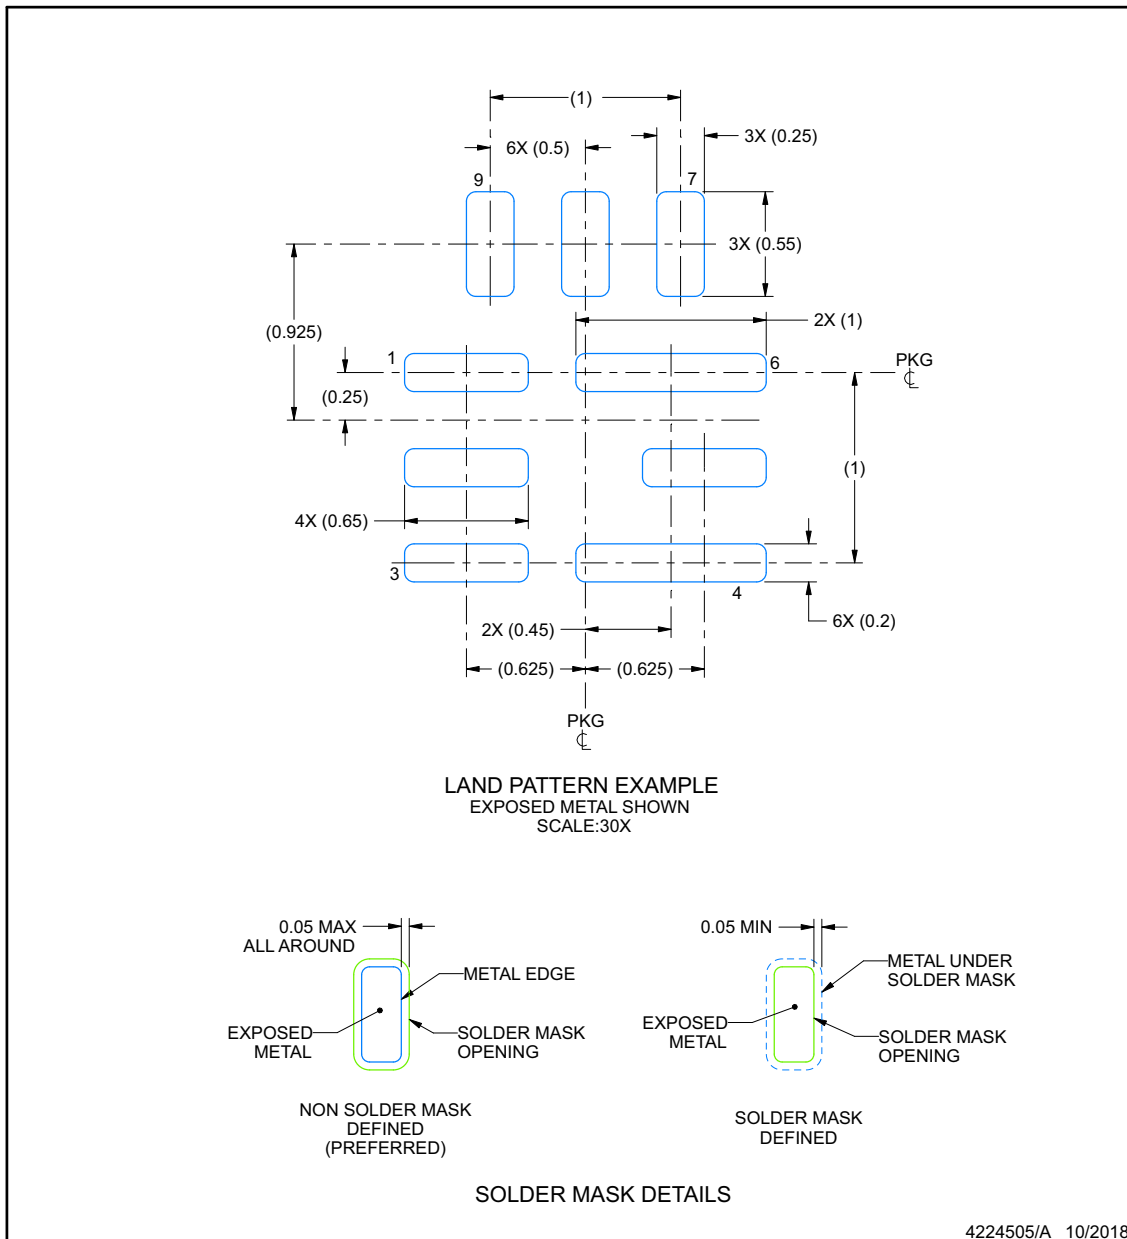 (1)
6X (0.5)
3X (0.25)
9
7
3X (0.55)
(0.925)
2X (1)
1
6
PKG
℄
(0.25)
(1)
4X (0.65)
3
4
2X (0.45)
6X (0.2)
(0.625)
(0.625)
PKG
℄
LAND PATTERN EXAMPLE
EXPOSED METAL SHOWN
SCALE:30X
0.05 MAX
ALL AROUND
METAL EDGE
EXPOSED
METAL
SOLDER MASK
OPENING
NON SOLDER MASK
DEFINED
(PREFERRED)
0.05 MIN
METAL UNDER
SOLDER MASK
EXPOSED
METAL
SOLDER MASK
OPENING
SOLDER MASK
DEFINED
SOLDER MASK DETAILS
4224505/A 10/2018